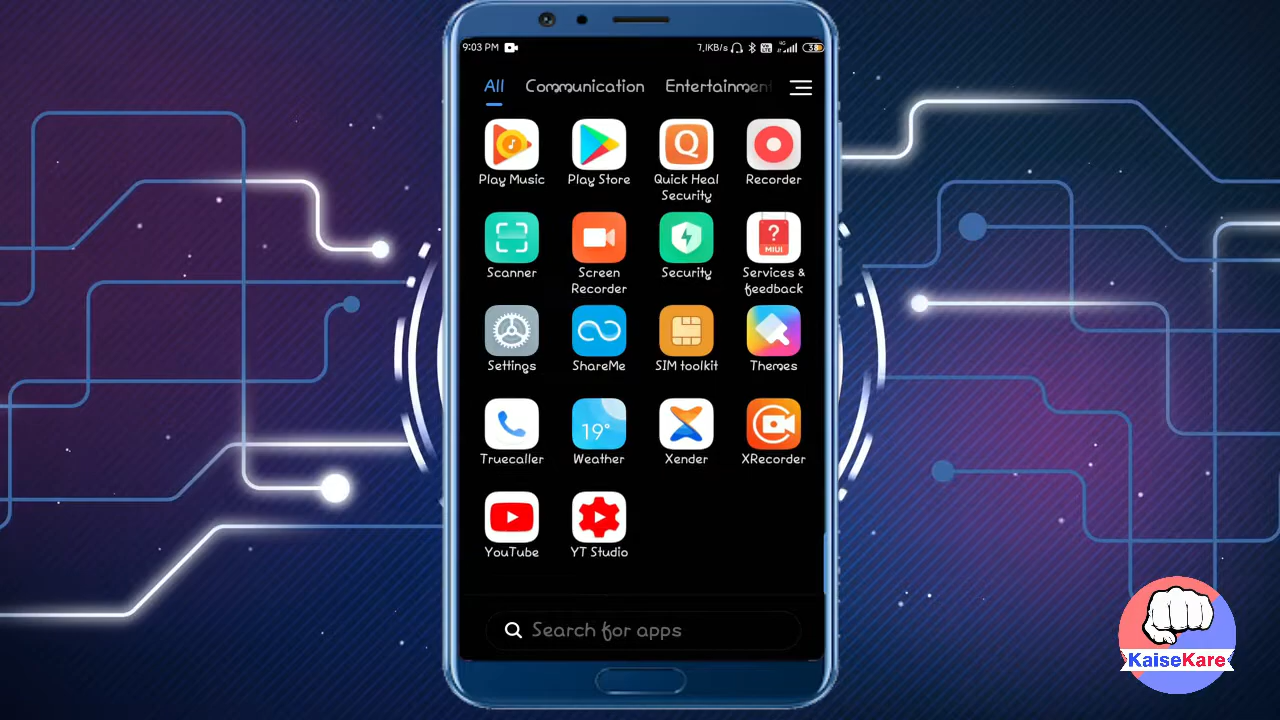 9:03 PM 7,1KB/s 4G 38
All Communication Entertainment
Play Music Play Store Quick Heal Security Recorder
Scanner Screen Recorder Security Services & feedback
Settings ShareMe SIM toolkit Themes
Truecaller Weather Xender XRecorder
YouTube YT Studio
Search for apps
Q
?
MIUI
19°
KaiseKare